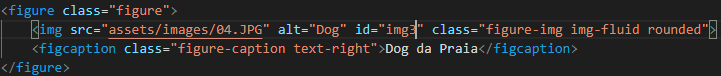 <figure class="figure">
<img src="assets/images/04.JPG" alt="Dog" id="img3" class="figure-img img-fluid rounded">
<figcaption class="figure-caption text-right">Dog da Praia</figcaption>
</figure>